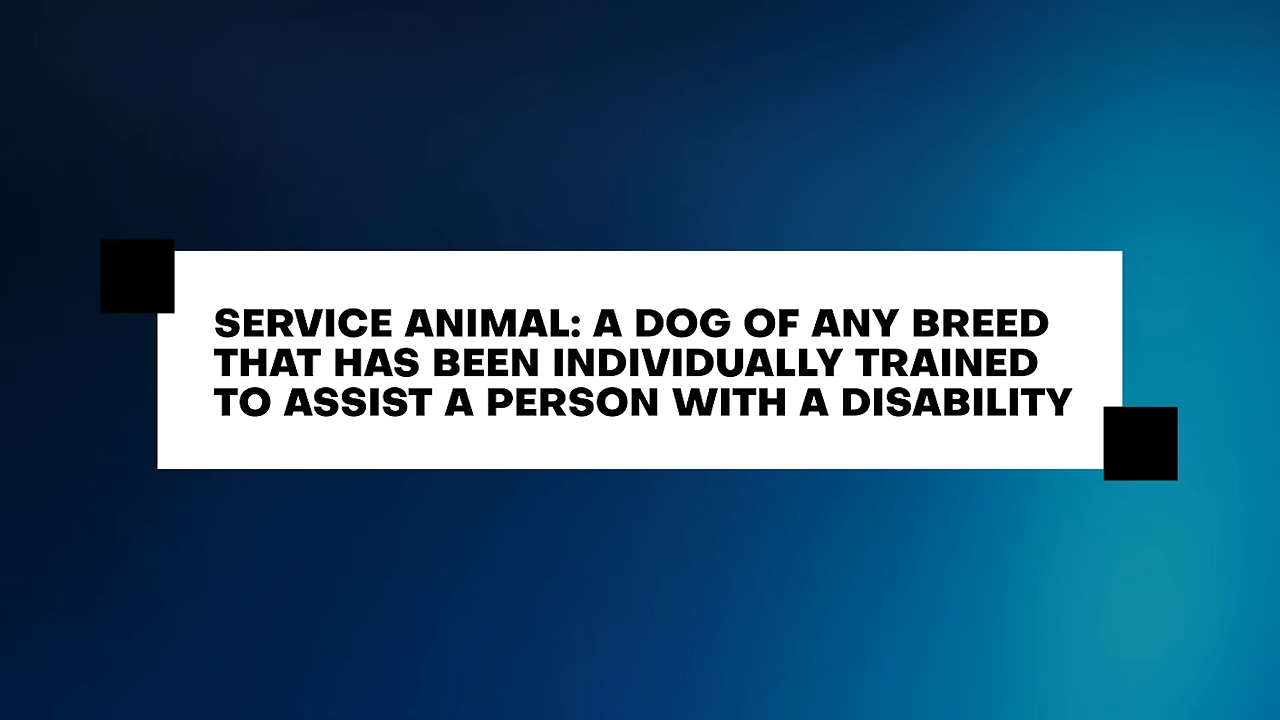 SERVICE ANIMAL: A DOG OF ANY BREED
THAT HAS BEEN INDIVIDUALLY TRAINED
TO ASSIST A PERSON WITH A DISABILITY